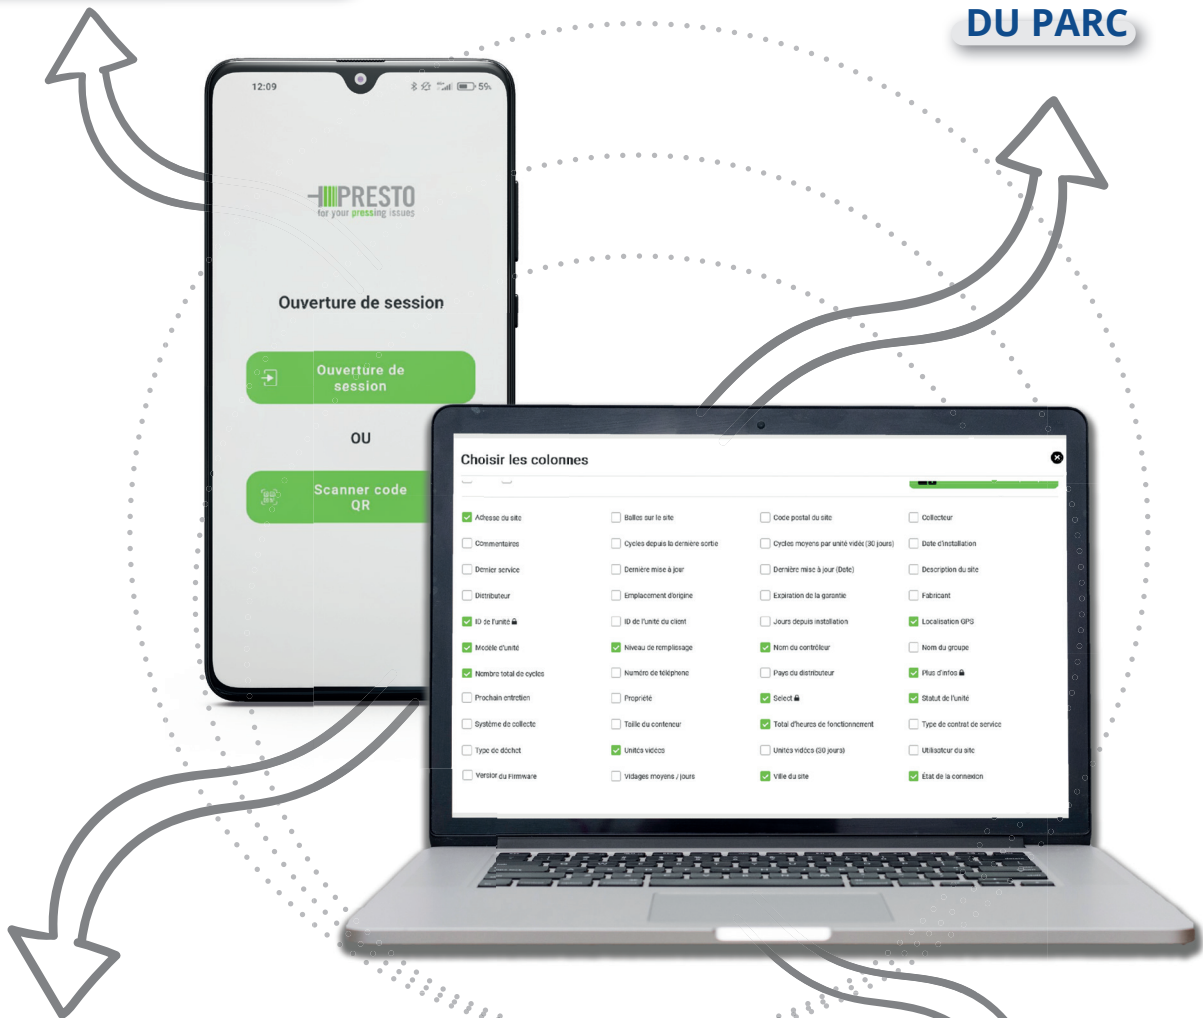 DU PARC
12:09
59%
PRESTO
for your pressing issues
Ouverture de session
Ouverture de
session
OU
Scanner code
QR
Choisir les colonnes
Adresse du site
Balles sur le site
Code postal du site
Collecteur
Commentaires
Cycles depuis la dernière sortie
Cycles moyens par unité vidée (30 jours)
Date d'installation
Dernier service
Dernière mise à jour
Dernière mise à jour (Date)
Description du site
Distributeur
Emplacement d'origine
Expiration de la garantie
Fabricant
ID de l'unité
ID de l'unité du client
Jours depuis installation
Localisation GPS
Modèle d'unité
Niveau de remplissage
Nom du contrôleur
Nom du groupe
Nombre total de cycles
Numéro de téléphone
Pays du distributeur
Plus d'infos
Prochain entretien
Propriété
Select
Statut de l'unité
Système de collecte
Taille du conteneur
Total d'heures de fonctionnement
Type de contrat de service
Type de déchet
Unités vidées
Unités vidées (30 jours)
Utilisateur du site
Version du Firmware
Vidages moyens / jours
Ville du site
État de la connexion